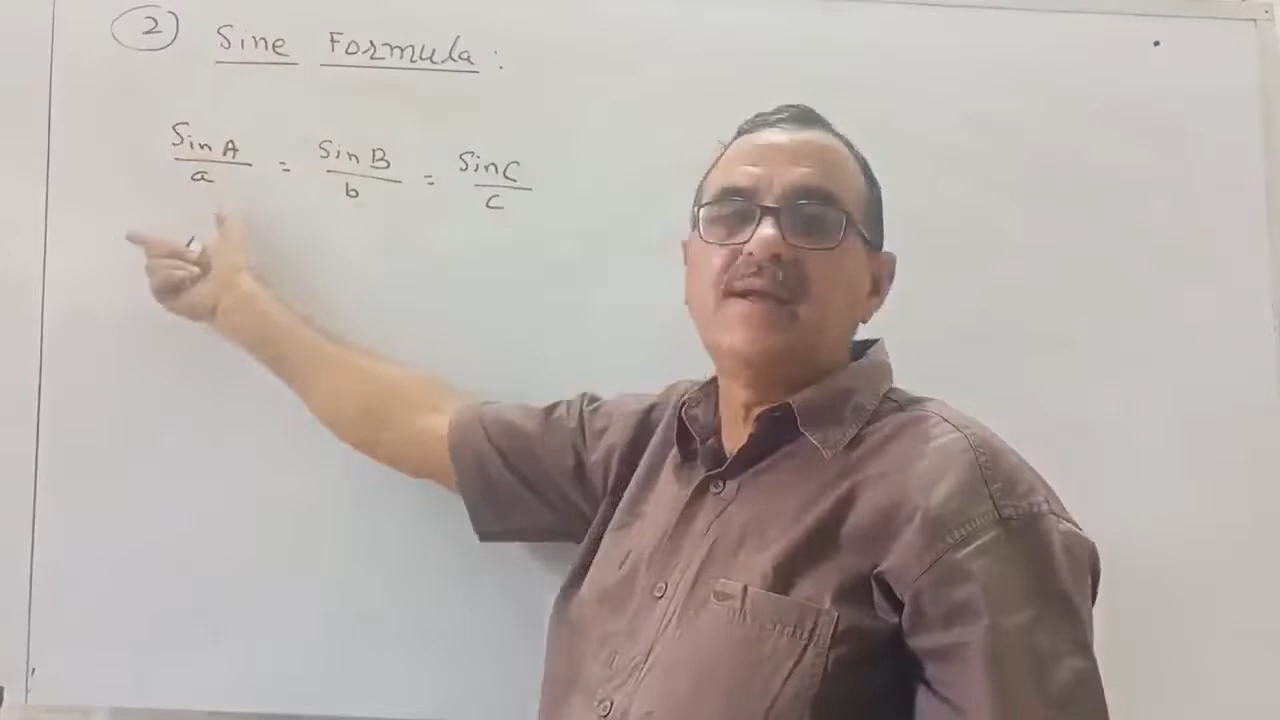 2 Sine Formula :
Sin A / a = Sin B / b = Sin C / c